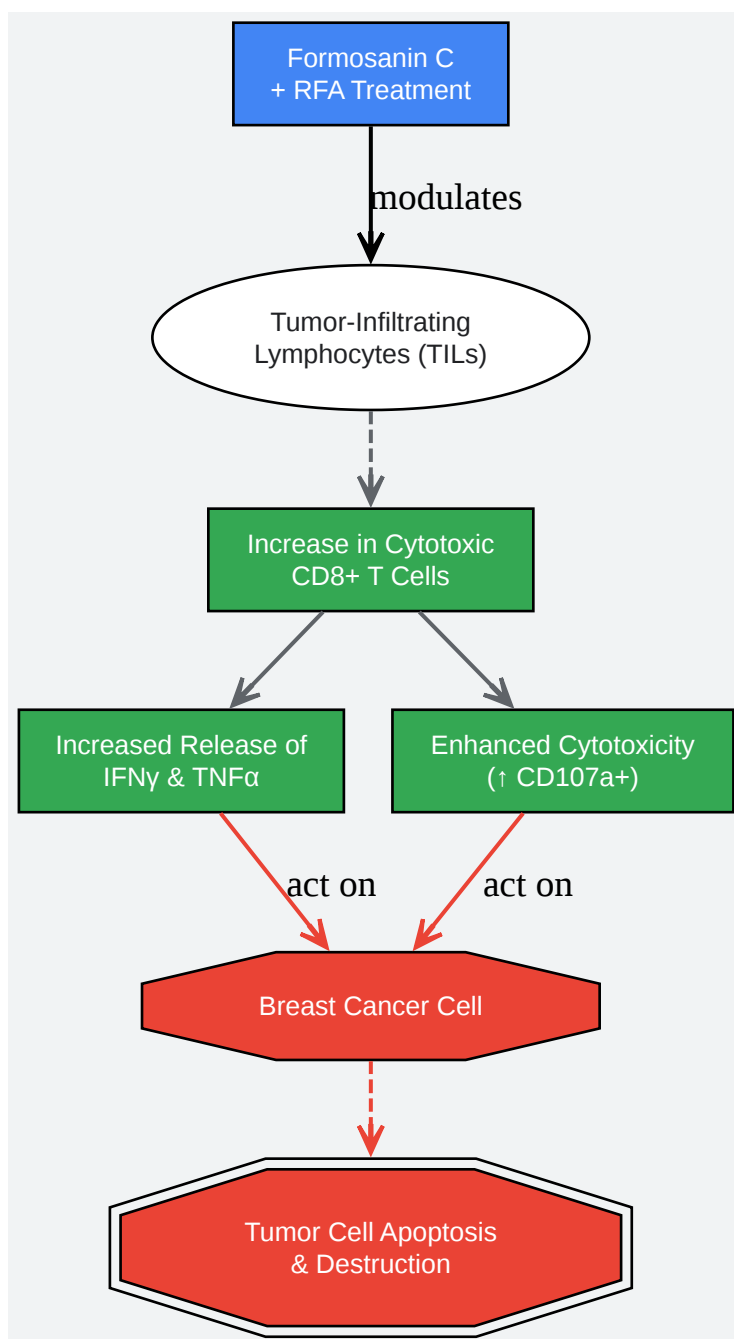 Formosanin C
+ RFA Treatment
modulates
Tumor-Infiltrating
Lymphocytes (TILs)
Increase in Cytotoxic
CD8+ T Cells
Increased Release of
IFNγ & TNFα
Enhanced Cytotoxicity
(↑ CD107a+)
act on
act on
Breast Cancer Cell
Tumor Cell Apoptosis
& Destruction